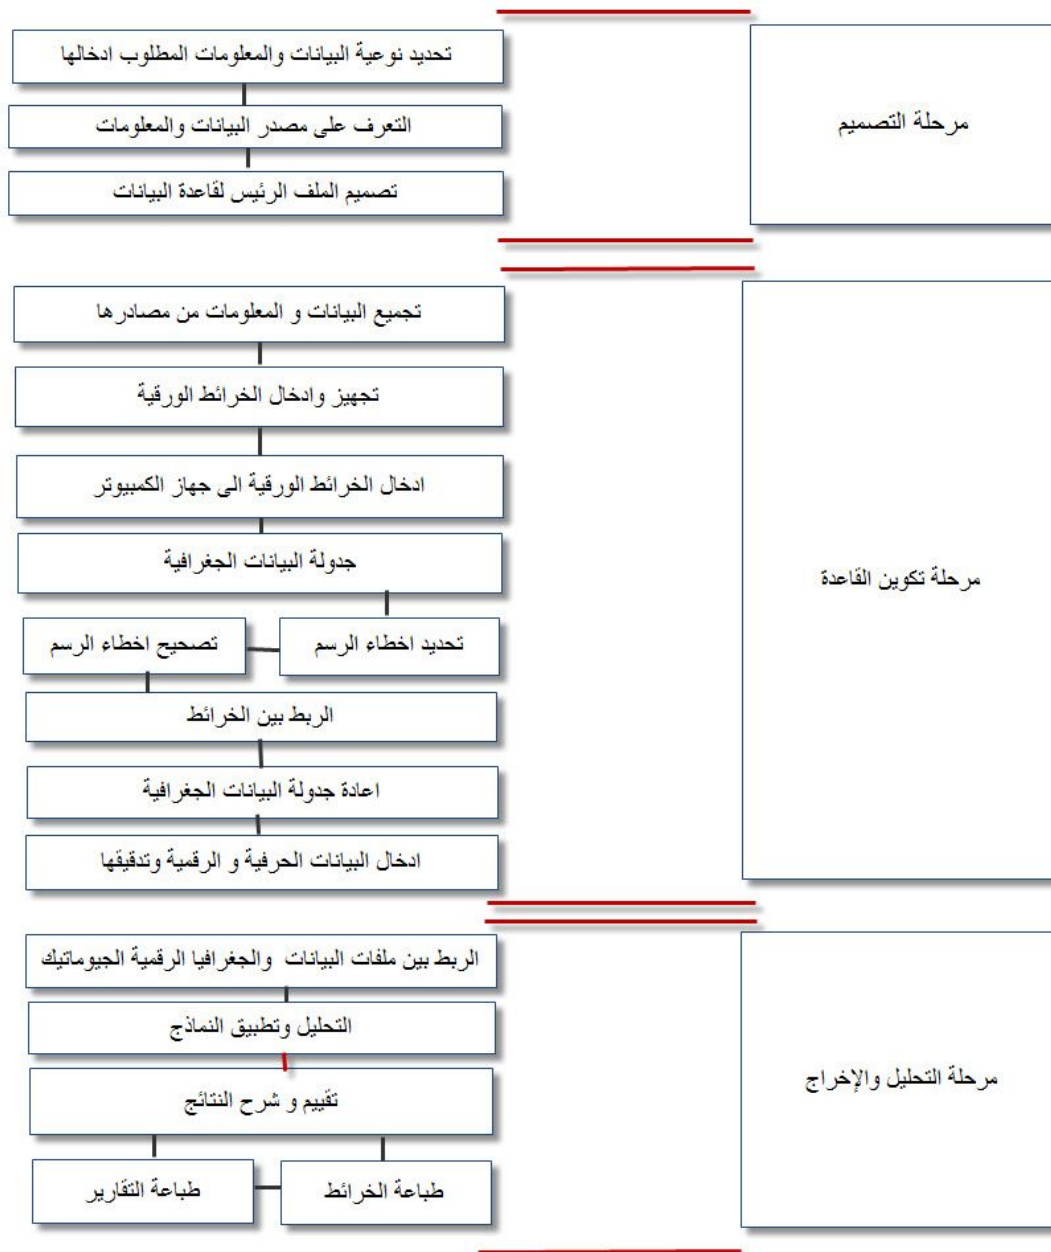 مرحلة التصميم
تحديد نوعية البيانات والمعلومات المطلوب ادخالها
التعرف على مصدر البيانات والمعلومات
تصميم الملف الرئيس لقاعدة البيانات
مرحلة تكوين القاعدة
تجميع البيانات و المعلومات من مصادرها
تجهيز وادخال الخرائط الورقية
ادخال الخرائط الورقية الى جهاز الكمبيوتر
جدولة البيانات الجغرافية
تحديد اخطاء الرسم
تصحيح اخطاء الرسم
الربط بين الخرائط
اعادة جدولة البيانات الجغرافية
ادخال البيانات الحرفية و الرقمية وتدقيقها
مرحلة التحليل والإخراج
الربط بين ملفات البيانات والجغرافيا الرقمية الجيوماتيك
التحليل وتطبيق النماذج
تقييم و شرح النتائج
طباعة الخرائط
طباعة التقارير